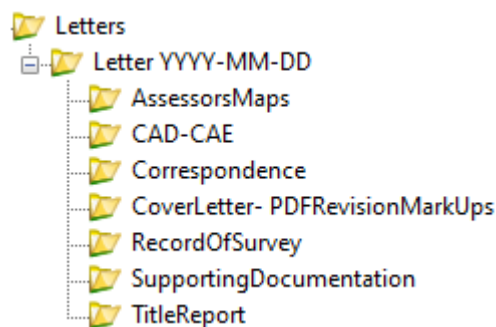 Letters
Letter YYYY-MM-DD
AssessorsMaps
CAD-CAE
Correspondence
CoverLetter- PDFRevisionMarkUps
RecordOfSurvey
SupportingDocumentation
TitleReport